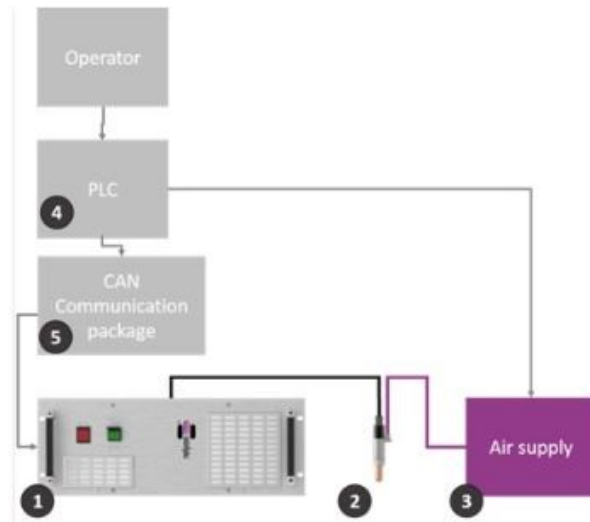 Operator
PLC
4
CAN
Communication
package
5
Air supply
1
2
3